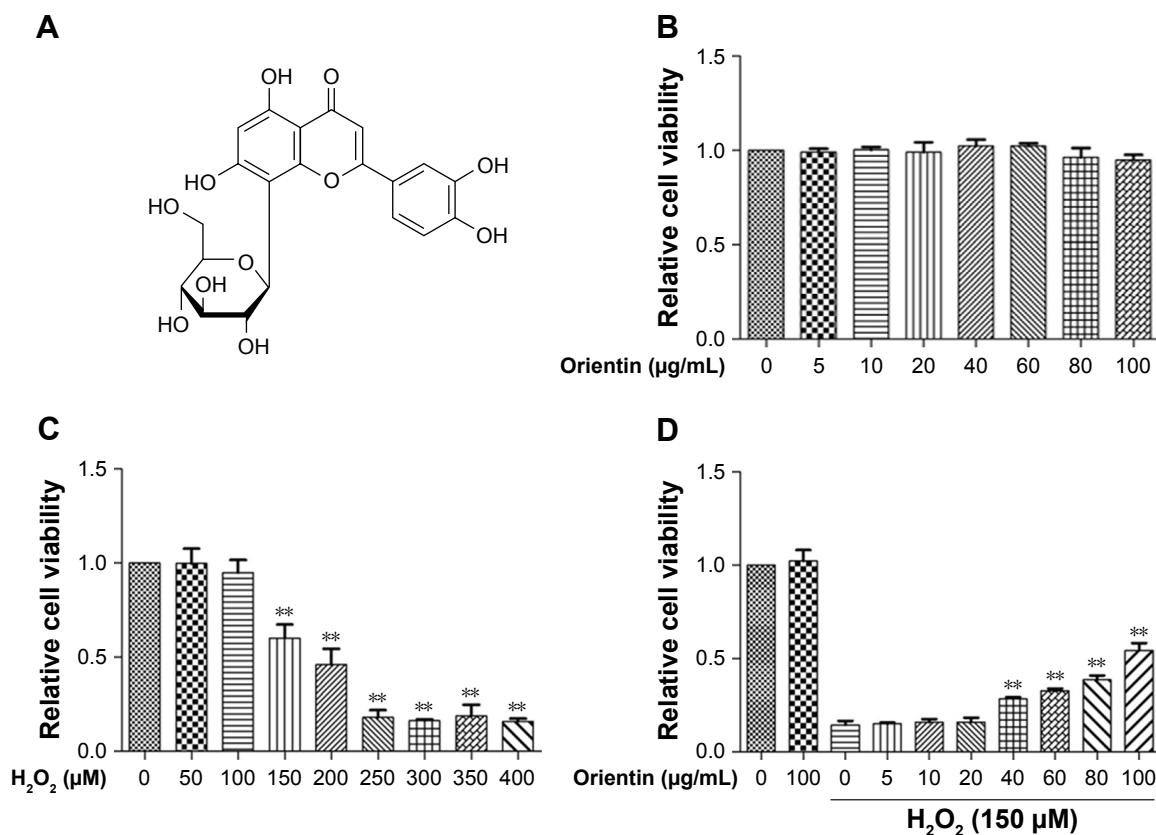 A
OH
O
HO
O
OH
OH
HO
O
OH
HO
HO
OH
B
Relative cell viability
1.5
1.0
0.5
0.0
Orientin (µg/mL) 0 5 10 20 40 60 80 100
C
Relative cell viability
1.5
1.0
0.5
0.0
** ** ** ** ** **
H₂O₂ (µM) 0 50 100 150 200 250 300 350 400
D
Relative cell viability
1.5
1.0
0.5
0.0
** ** ** **
Orientin (µg/mL) 0 100 0 5 10 20 40 60 80 100
H₂O₂ (150 µM)